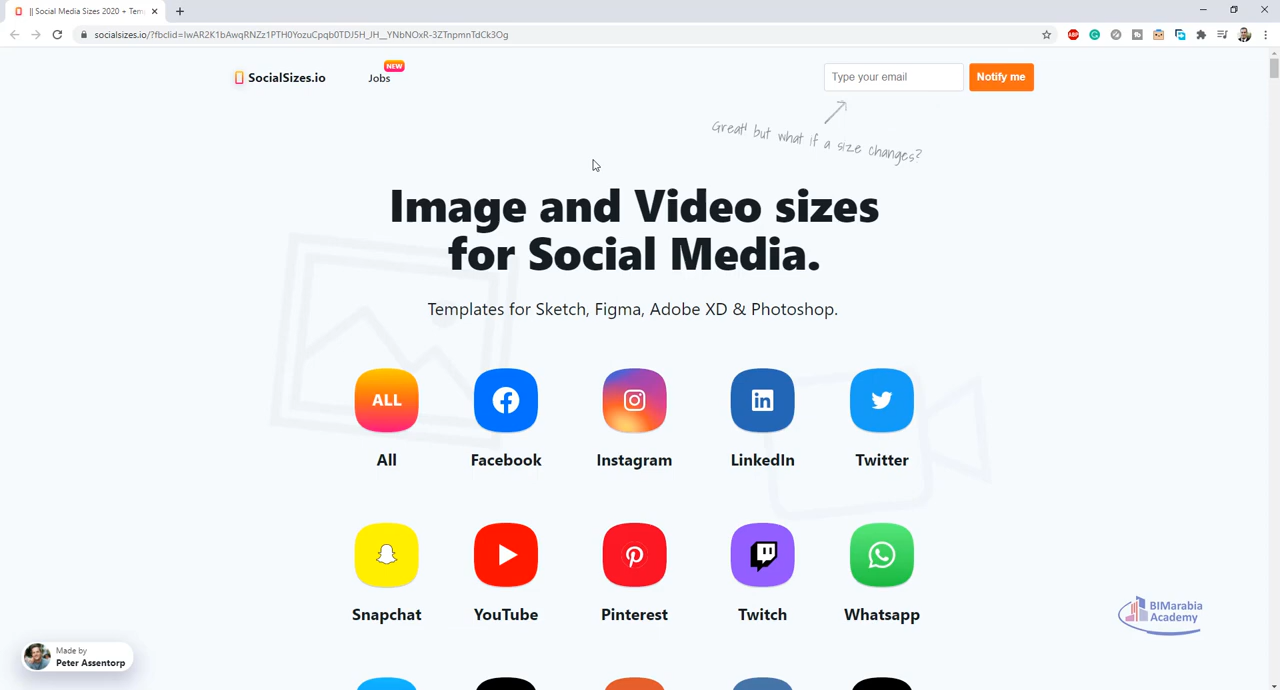 || Social Media Sizes 2020 + Tem
socialsizes.io/?fbclid=IwAR2K1bAwqRNZz1PTH0YozuCpqb0TDJ5H_JH__YNbNOxR-3ZTnpmnTdCk3Og
ABP
SocialSizes.io
Jobs
NEW
Type your email
Notify me
Great! but what if a size changes?
Image and Video sizes
for Social Media.
Templates for Sketch, Figma, Adobe XD & Photoshop.
ALL
in
All
Facebook
Instagram
LinkedIn
Twitter
Snapchat
YouTube
Pinterest
Twitch
Whatsapp
BIMarabia
Academy
Made by
Peter Assentorp